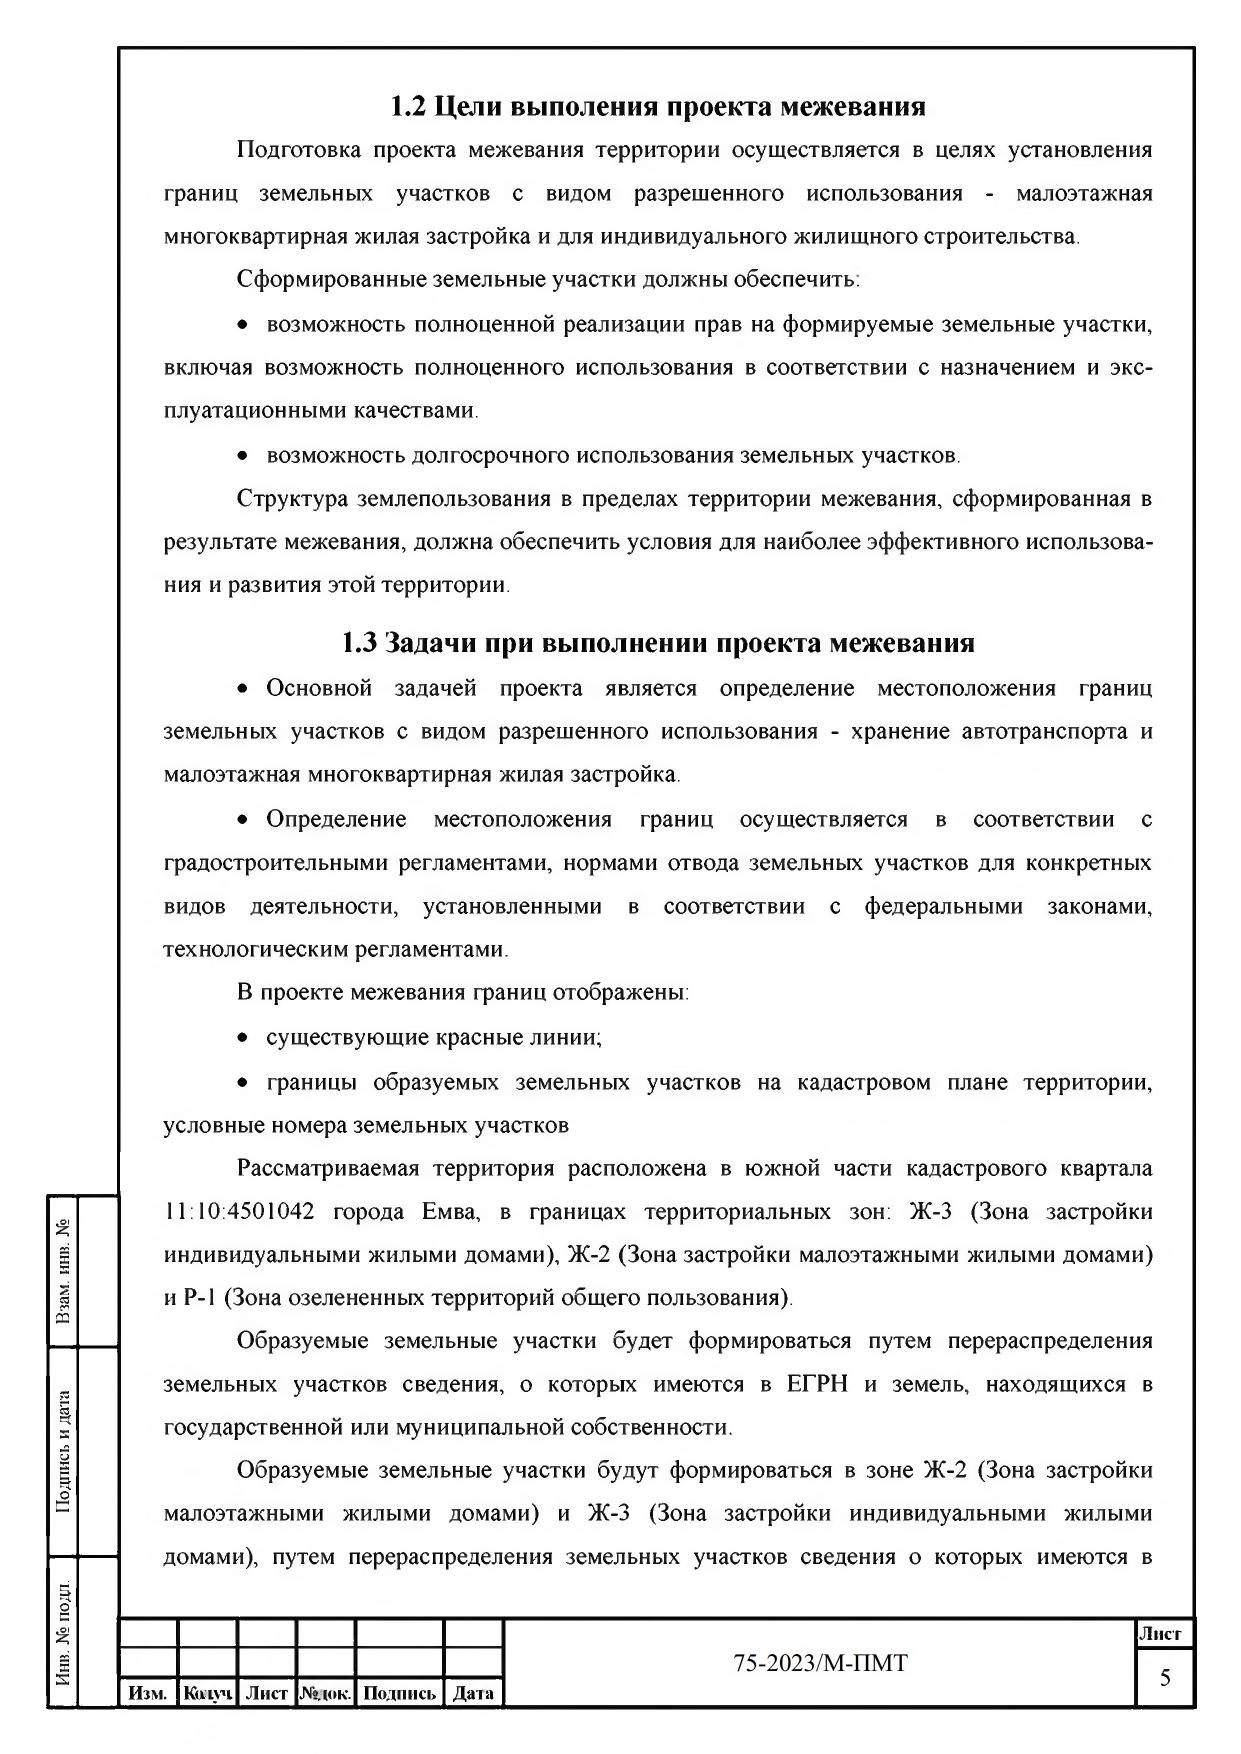 1.2 Цели выполения проекта межевания
Подготовка проекта межевания территории осуществляется в целях установления
границ земельных участков с видом разрешенного использования - малоэтажная
многоквартирная жилая застройка и для индивидуального жилищного строительства.
Сформированные земельные участки должны обеспечить:
• возможность полноценной реализации прав на формируемые земельные участки,
включая возможность полноценного использования в соответствии с назначением и экс-
плуатационными качествами.
• возможность долгосрочного использования земельных участков.
Структура землепользования в пределах территории межевания, сформированная в
результате межевания, должна обеспечить условия для наиболее эффективного использова-
ния и развития этой территории.
1.3 Задачи при выполнении проекта межевания
• Основной задачей проекта является определение местоположения границ
земельных участков с видом разрешенного использования - хранение автотранспорта и
малоэтажная многоквартирная жилая застройка.
• Определение местоположения границ осуществляется в соответствии с
градостроительными регламентами, нормами отвода земельных участков для конкретных
видов деятельности, установленными в соответствии с федеральными законами,
технологическим регламентами.
В проекте межевания границ отображены:
• существующие красные линии;
• границы образуемых земельных участков на кадастровом плане территории,
условные номера земельных участков
Рассматриваемая территория расположена в южной части кадастрового квартала
11:10:4501042 города Емва, в границах территориальных зон: Ж-3 (Зона застройки
индивидуальными жилыми домами), Ж-2 (Зона застройки малоэтажными жилыми домами)
и Р-1 (Зона озелененных территорий общего пользования).
Образуемые земельные участки будет формироваться путем перераспределения
земельных участков сведения, о которых имеются в ЕГРН и земель, находящихся в
государственной или муниципальной собственности.
Образуемые земельные участки будут формироваться в зоне Ж-2 (Зона застройки
малоэтажными жилыми домами) и Ж-3 (Зона застройки индивидуальными жилыми
домами), путем перераспределения земельных участков сведения о которых имеются в
Взам. инв. №
Подпись и дата
Инв. № подл.
Изм. Кол.уч. Лист №док. Подпись Дата
75-2023/М-ПМТ
Лист
5